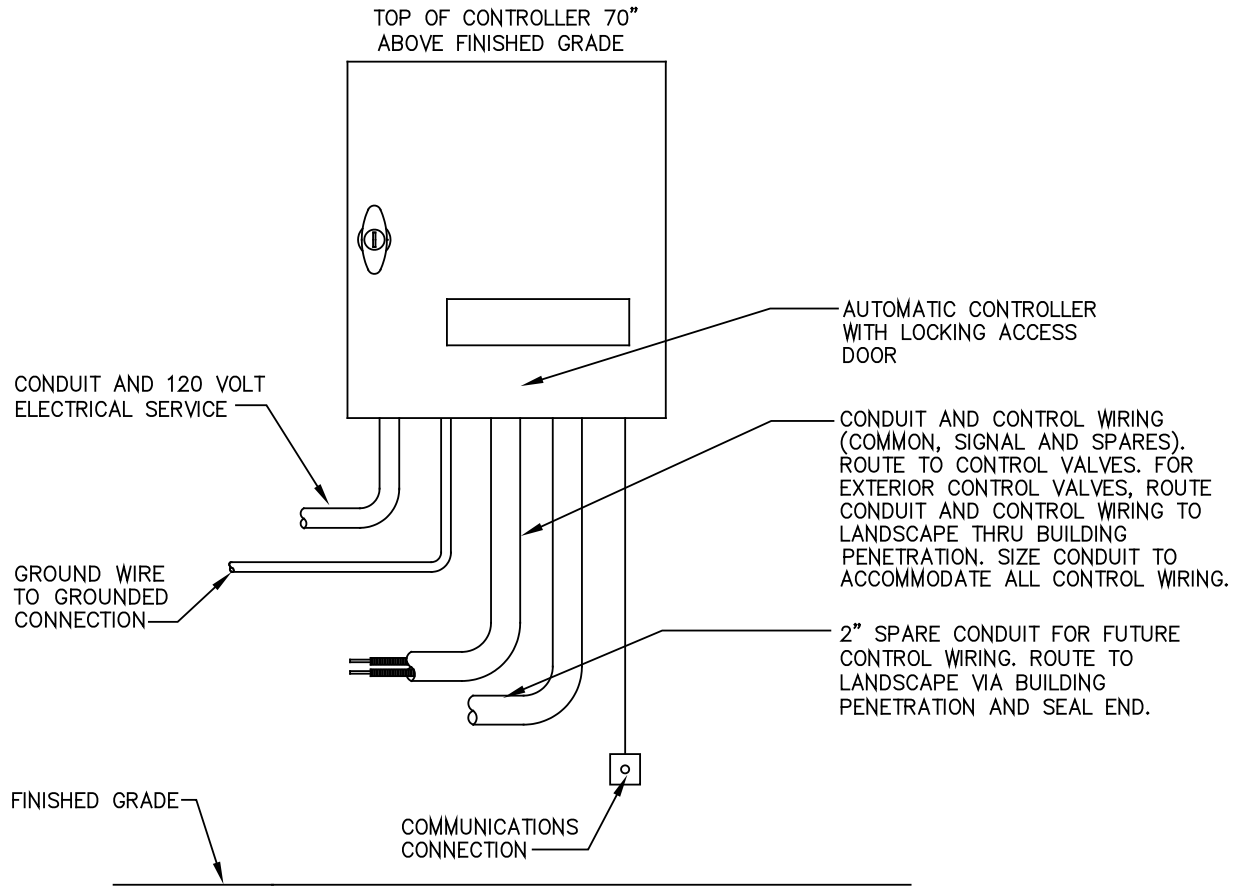 TOP OF CONTROLLER 70”
ABOVE FINISHED GRADE
AUTOMATIC CONTROLLER
WITH LOCKING ACCESS
DOOR
CONDUIT AND 120 VOLT
ELECTRICAL SERVICE
CONDUIT AND CONTROL WIRING
(COMMON, SIGNAL AND SPARES).
ROUTE TO CONTROL VALVES. FOR
EXTERIOR CONTROL VALVES, ROUTE
CONDUIT AND CONTROL WIRING TO
LANDSCAPE THRU BUILDING
PENETRATION. SIZE CONDUIT TO
ACCOMMODATE ALL CONTROL WIRING.
GROUND WIRE
TO GROUNDED
CONNECTION
2” SPARE CONDUIT FOR FUTURE
CONTROL WIRING. ROUTE TO
LANDSCAPE VIA BUILDING
PENETRATION AND SEAL END.
FINISHED GRADE
COMMUNICATIONS
CONNECTION